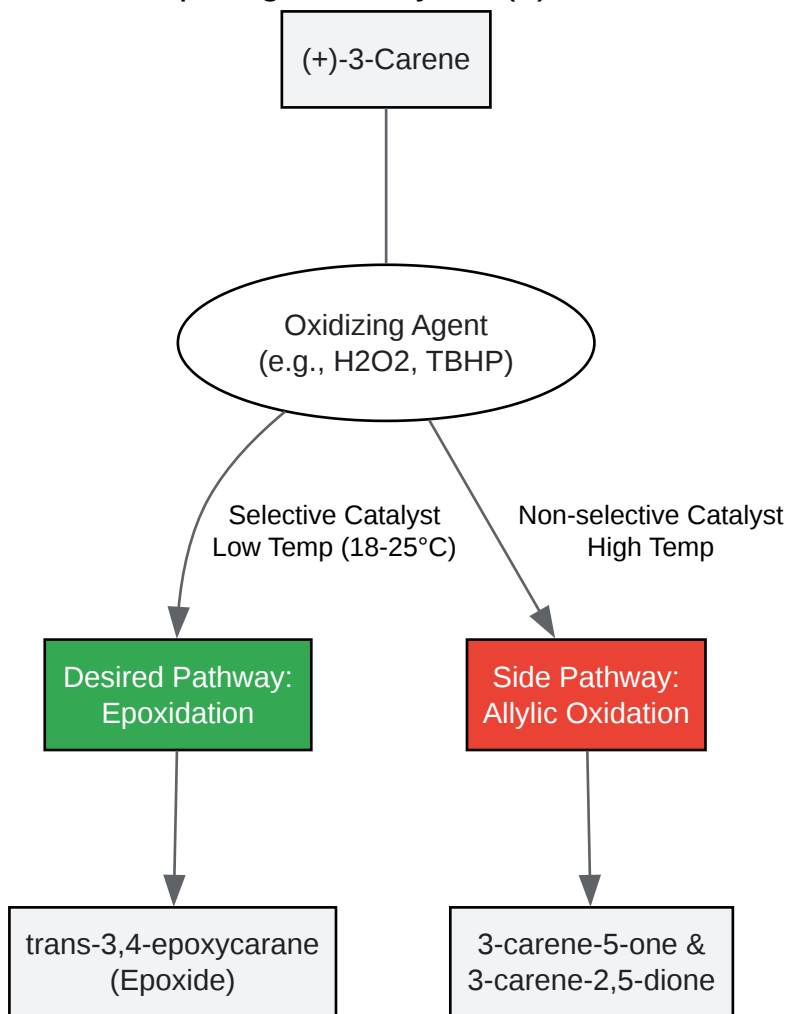 (+)-3-Carene
Oxidizing Agent
(e.g., H2O2, TBHP)
Selective Catalyst
Low Temp (18-25°C)
Non-selective Catalyst
High Temp
Desired Pathway:
Epoxidation
Side Pathway:
Allylic Oxidation
trans-3,4-epoxycarane
(Epoxide)
3-carene-5-one &
3-carene-2,5-dione